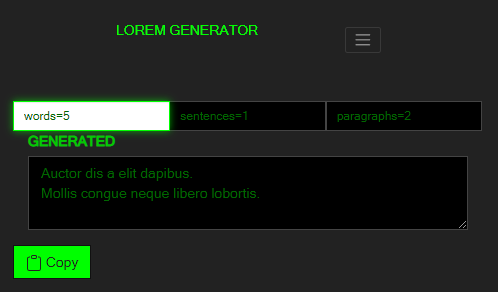 LOREM GENERATOR
words=5
sentences=1
paragraphs=2
GENERATED
Auctor dis a elit dapibus.
Mollis congue neque libero lobortis.
Copy